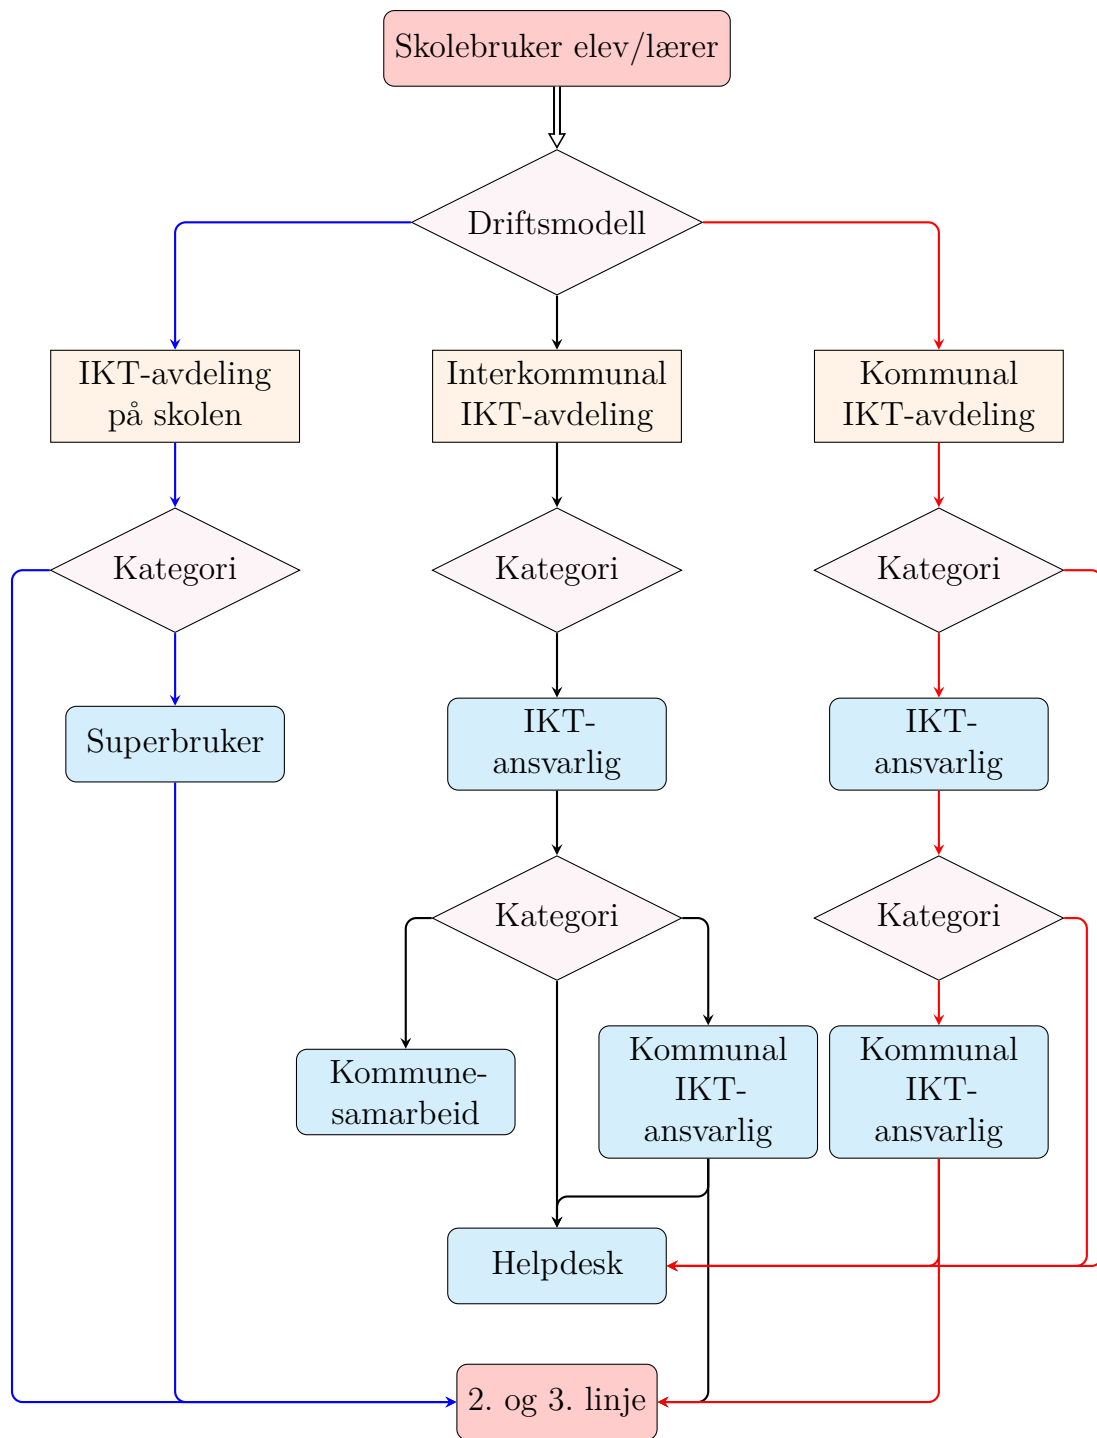 Skolebruker elev/lærer
Driftsmodell
IKT-avdeling
på skolen
Interkommunal
IKT-avdeling
Kommunal
IKT-avdeling
Kategori
Kategori
Kategori
Superbruker
IKT-
ansvarlig
IKT-
ansvarlig
Kategori
Kategori
Kommune-
samarbeid
Kommunal
IKT-
ansvarlig
Kommunal
IKT-
ansvarlig
Helpdesk
2. og 3. linje